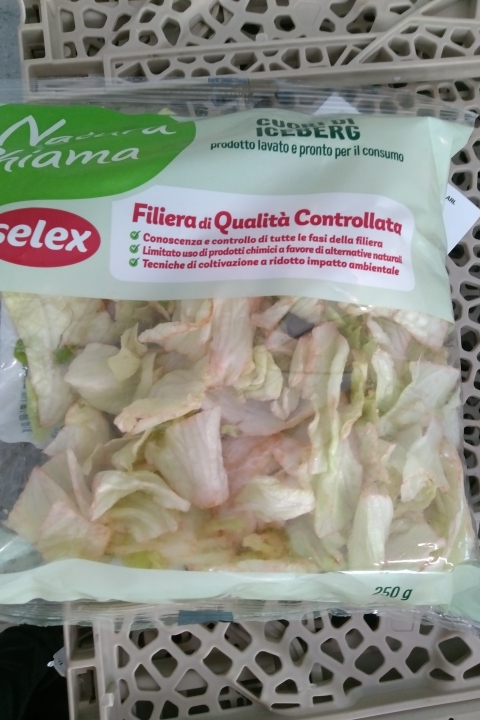 Natura
chiama
selex
CUORI DI
ICEBERG
prodotto lavato e pronto per il consumo
Filiera di Qualità Controllata
Conoscenza e controllo di tutte le fasi della filiera
Limitato uso di prodotti chimici a favore di alternative naturali
Tecniche di coltivazione a ridotto impatto ambientale
250 g